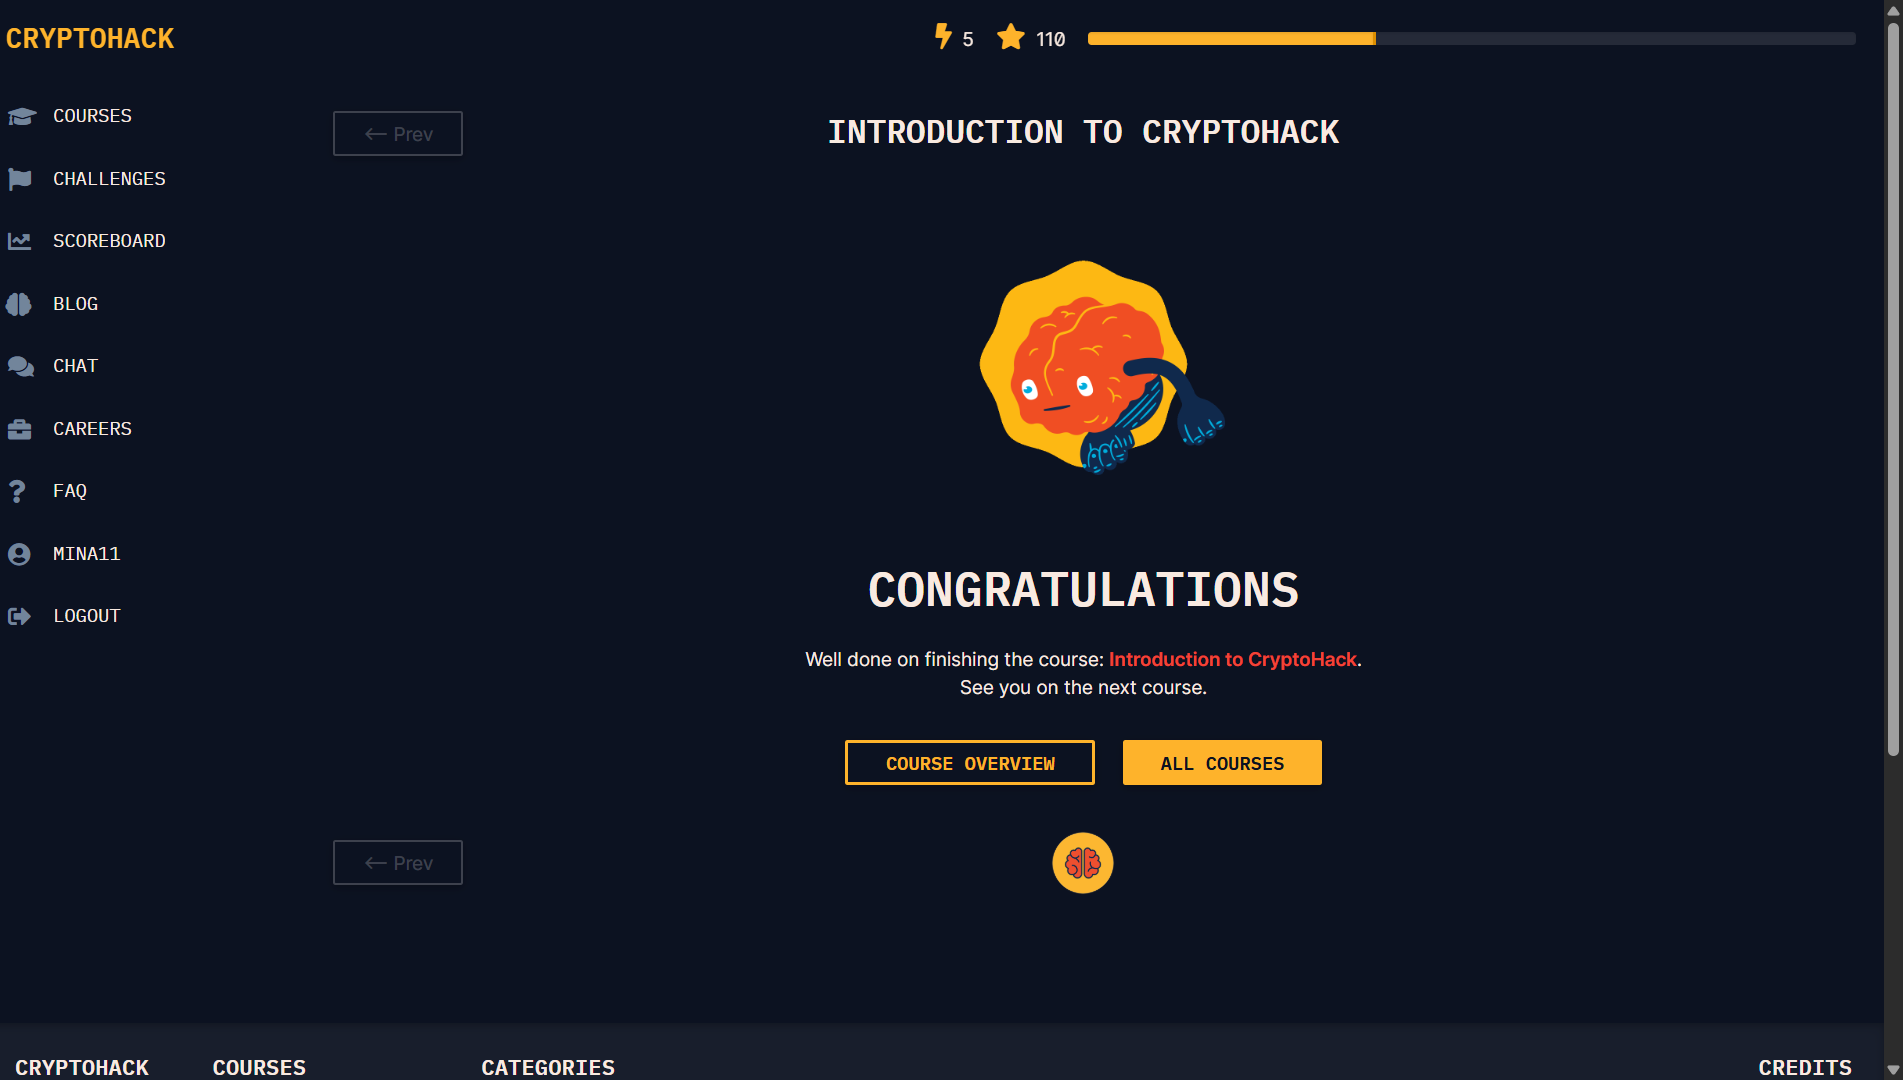 CRYPTOHACK
5 110
COURSES
CHALLENGES
SCOREBOARD
BLOG
CHAT
CAREERS
FAQ
MINA11
LOGOUT
← Prev
INTRODUCTION TO CRYPTOHACK
CONGRATULATIONS
Well done on finishing the course: Introduction to CryptoHack.
See you on the next course.
COURSE OVERVIEW ALL COURSES
← Prev
CRYPTOHACK COURSES CATEGORIES CREDITS